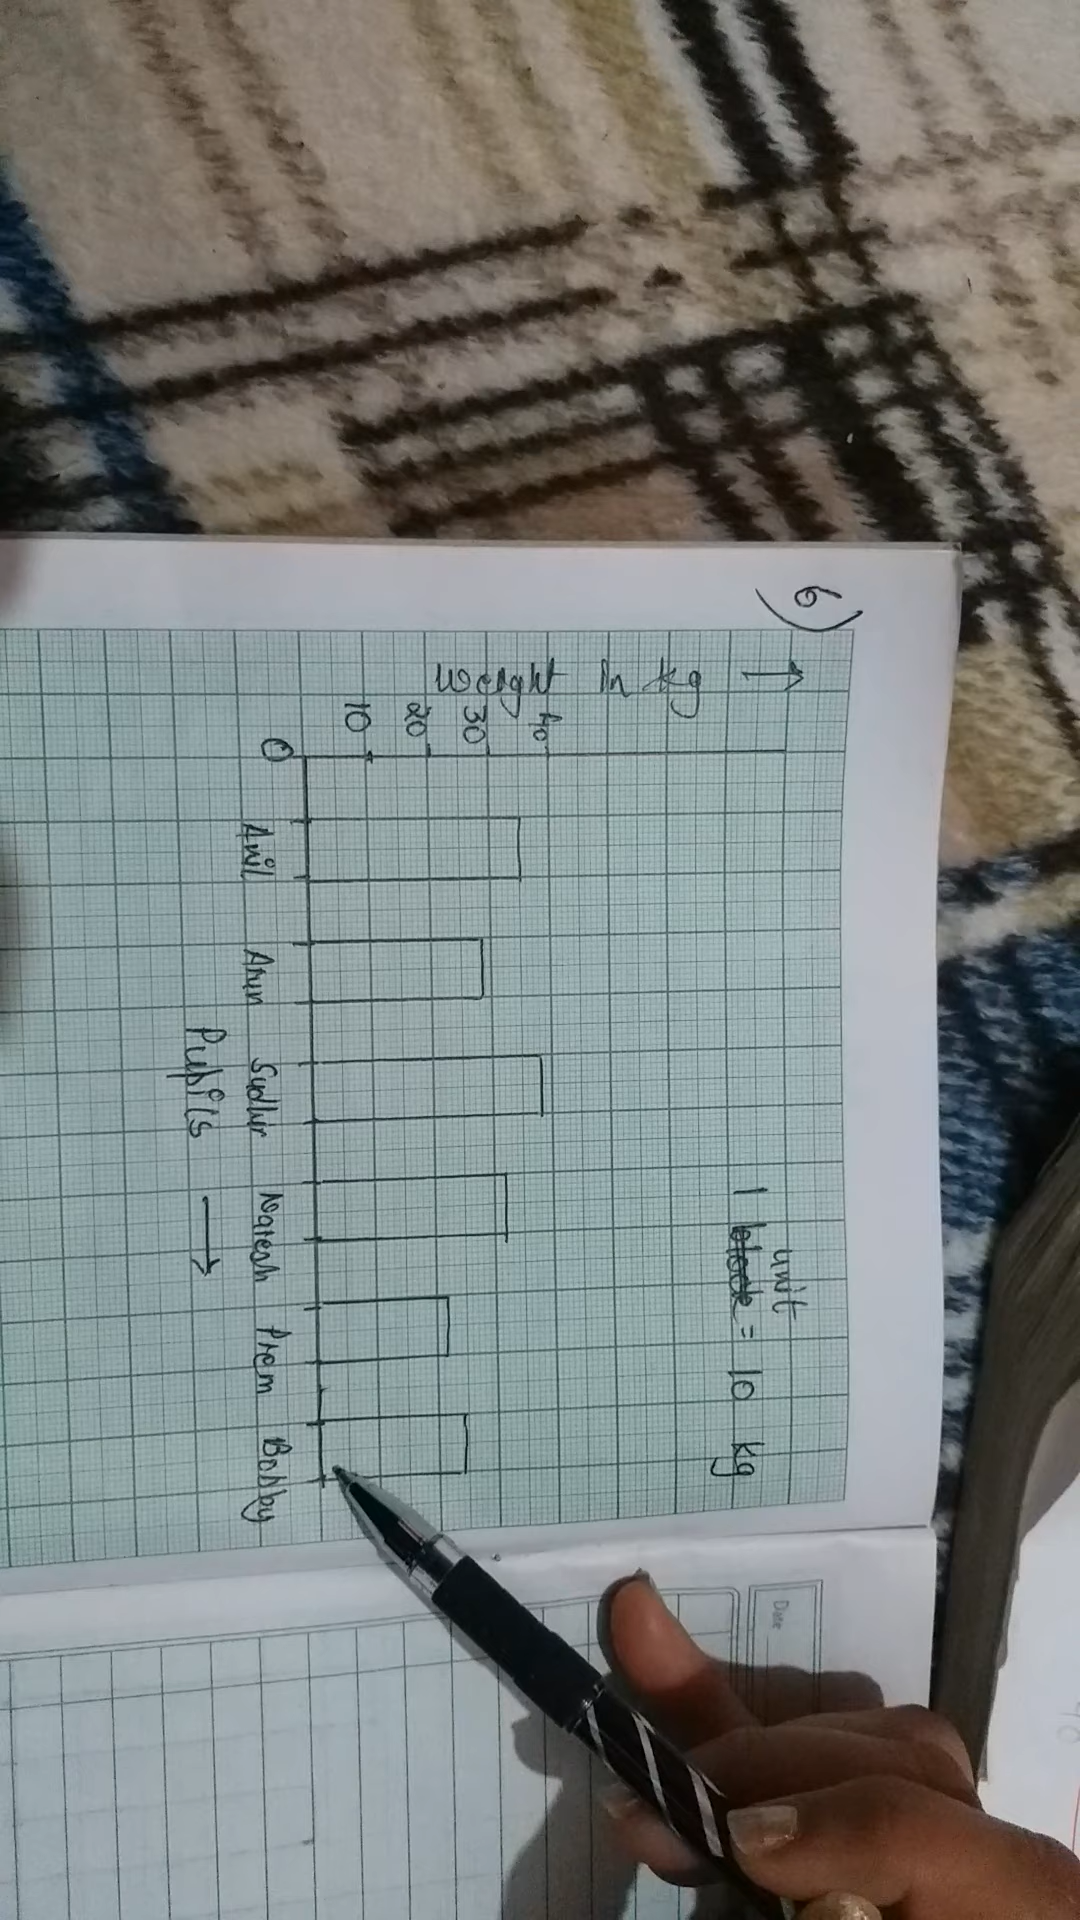 6)
unit
1 block = 10 kg
Weight in kg →
40
30
20
10
0
Anil Arun Sudhir Naresh Prem Bobby
Pupils →
Date